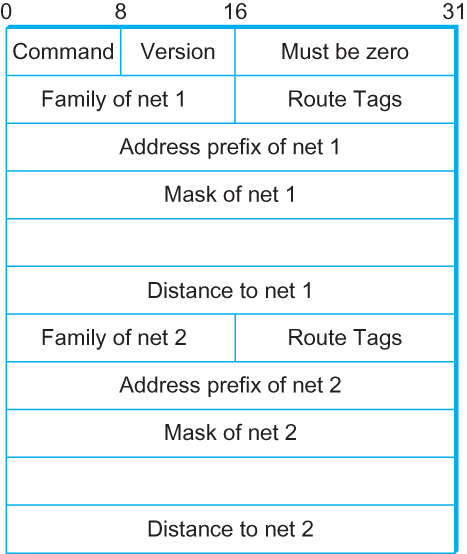 0 8 16 31
Command Version Must be zero
Family of net 1 Route Tags
Address prefix of net 1
Mask of net 1
Distance to net 1
Family of net 2 Route Tags
Address prefix of net 2
Mask of net 2
Distance to net 2